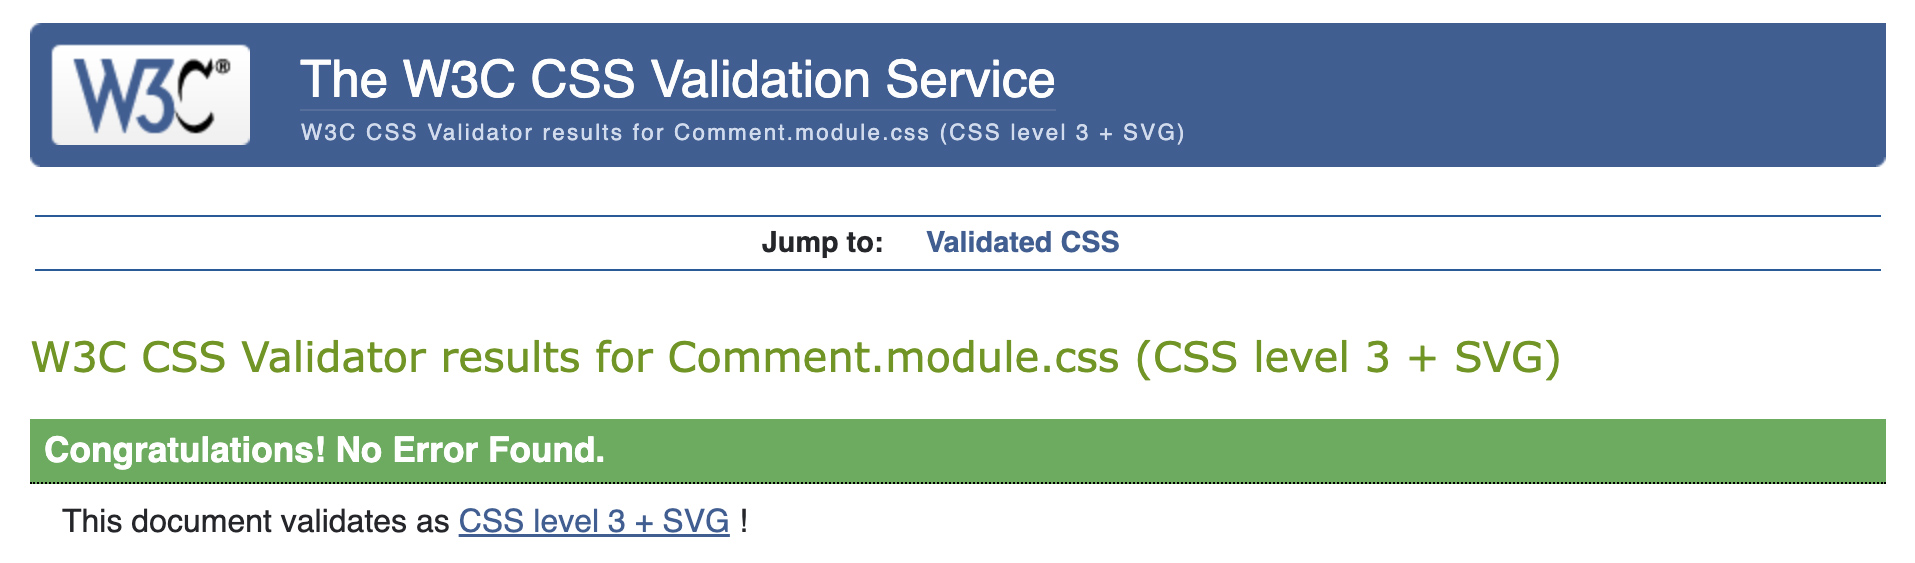 W3C®
The W3C CSS Validation Service
W3C CSS Validator results for Comment.module.css (CSS level 3 + SVG)
Jump to: Validated CSS
W3C CSS Validator results for Comment.module.css (CSS level 3 + SVG)
Congratulations! No Error Found.
This document validates as CSS level 3 + SVG !